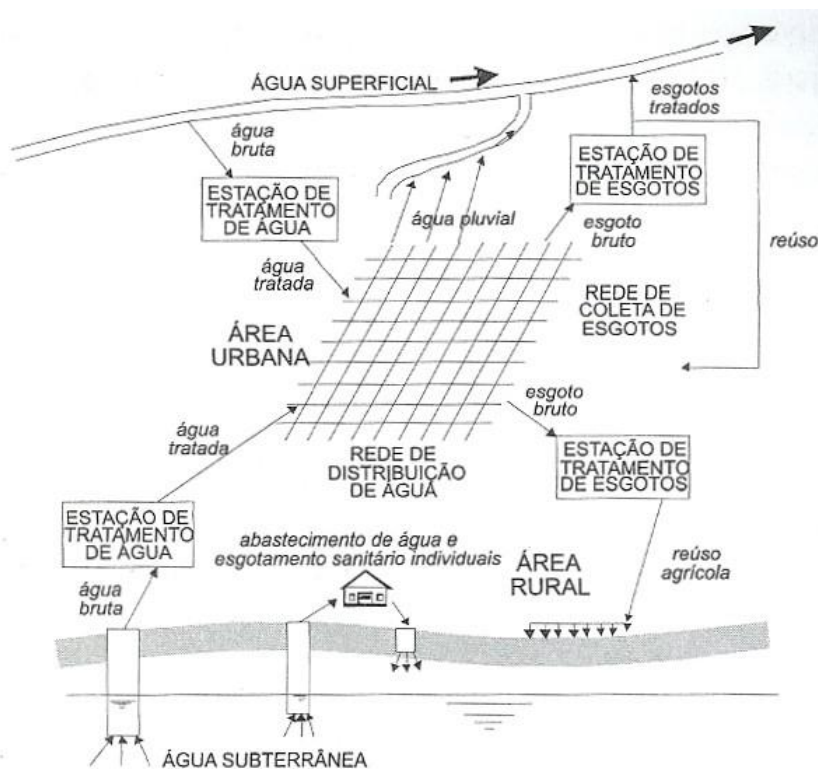 ÁGUA SUPERFICIAL
água
bruta
esgotos
tratados
ESTAÇÃO DE
TRATAMENTO
DE ÁGUA
ESTAÇÃO DE
TRATAMENTO
DE ESGOTOS
água pluvial
esgoto
bruto
reúso
água
tratada
REDE DE
COLETA DE
ESGOTOS
ÁREA
URBANA
esgoto
bruto
água
tratada
REDE DE
DISTRIBUIÇÃO
DE ÁGUA
ESTAÇÃO DE
TRATAMENTO
DE ESGOTOS
ESTAÇÃO DE
TRATAMENTO
DE ÁGUA
abastecimento de água e
esgotamento sanitário individuais
ÁREA
RURAL
reúso
agrícola
água
bruta
ÁGUA SUBTERRÂNEA